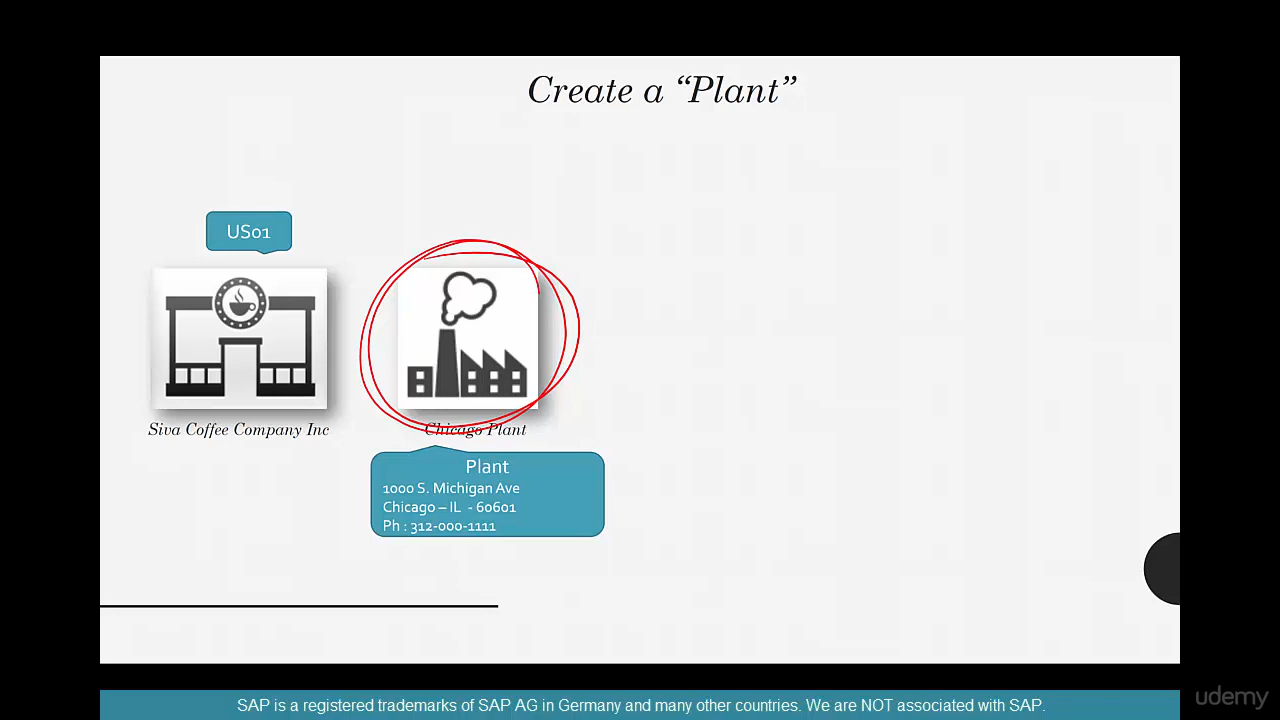 Create a “Plant”
US01
Siva Coffee Company Inc
Chicago Plant
Plant
1000 S. Michigan Ave
Chicago – IL - 60601
Ph : 312-000-1111
SAP is a registered trademarks of SAP AG in Germany and many other countries. We are NOT associated with SAP.
udemy